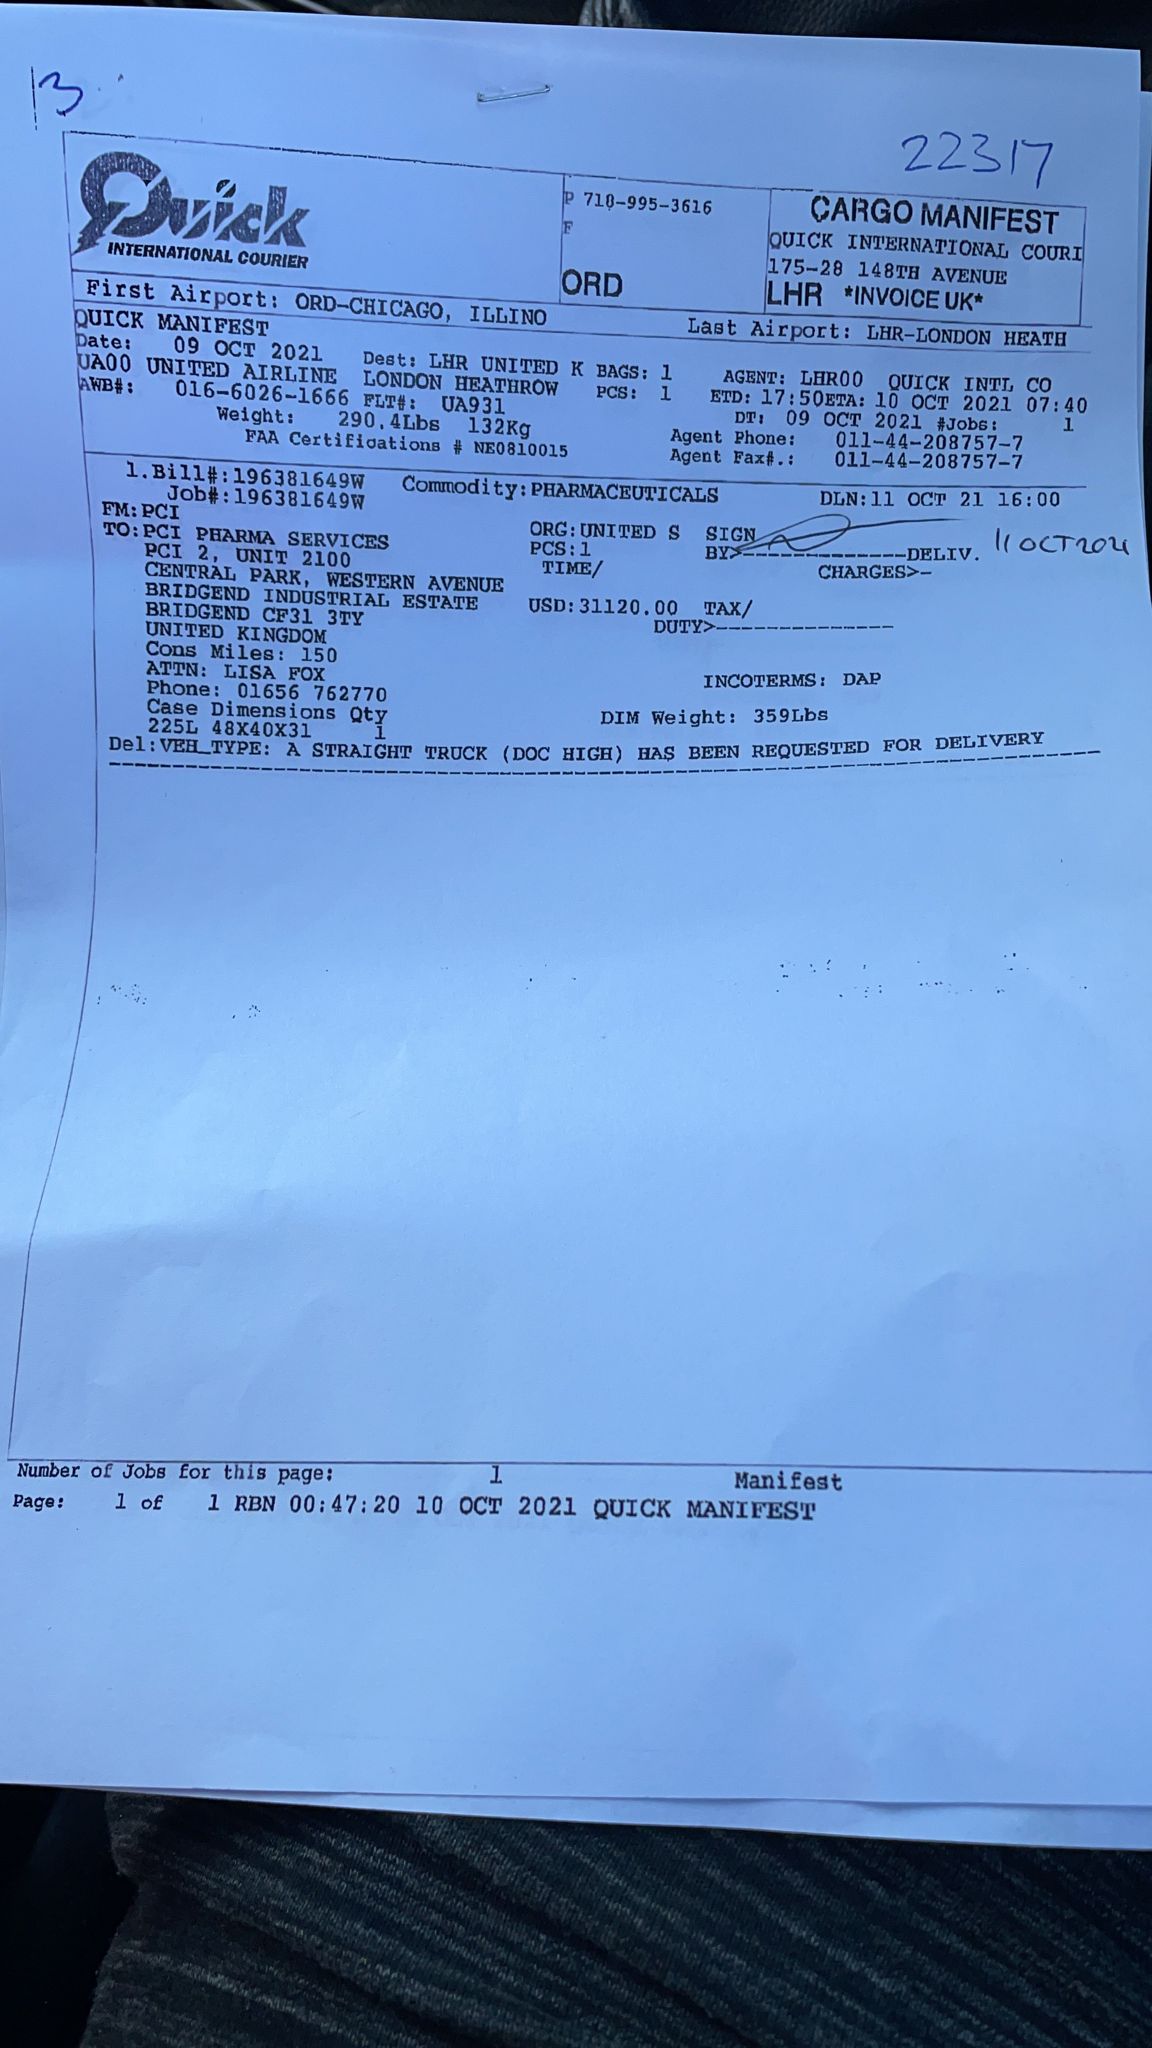 13
22317
Quick
INTERNATIONAL COURIER
P 718-995-3616
F
ORD
CARGO MANIFEST
QUICK INTERNATIONAL COURI
175-28 148TH AVENUE
LHR *INVOICE UK*
First Airport: ORD-CHICAGO, ILLINO Last Airport: LHR-LONDON HEATH
QUICK MANIFEST
Date: 09 OCT 2021 Dest: LHR UNITED K BAGS: 1 AGENT: LHR00 QUICK INTL CO
UA00 UNITED AIRLINE LONDON HEATHROW PCS: 1 ETD: 17:50ETA: 10 OCT 2021 07:40
AWB#: 016-6026-1666 FLT#: UA931 DT: 09 OCT 2021 #Jobs: 1
Weight: 290.4Lbs 132Kg Agent Phone: 011-44-208757-7
FAA Certifications # NE0810015 Agent Fax#.: 011-44-208757-7
1.Bill#:196381649W Commodity:PHARMACEUTICALS DLN:11 OCT 21 16:00
Job#:196381649W
FM:PCI ORG:UNITED S SIGN
TO:PCI PHARMA SERVICES PCS:1 BY>--------------DELIV. 11 OCT 2021
PCI 2, UNIT 2100 TIME/ CHARGES>-
CENTRAL PARK, WESTERN AVENUE
BRIDGEND INDUSTRIAL ESTATE USD:31120.00 TAX/
BRIDGEND CF31 3TY DUTY>--------------
UNITED KINGDOM
Cons Miles: 150
ATTN: LISA FOX INCOTERMS: DAP
Phone: 01656 762770
Case Dimensions Qty DIM Weight: 359Lbs
225L 48X40X31 1
Del:VEH_TYPE: A STRAIGHT TRUCK (DOC HIGH) HAS BEEN REQUESTED FOR DELIVERY
Number of Jobs for this page: 1 Manifest
Page: 1 of 1 RBN 00:47:20 10 OCT 2021 QUICK MANIFEST